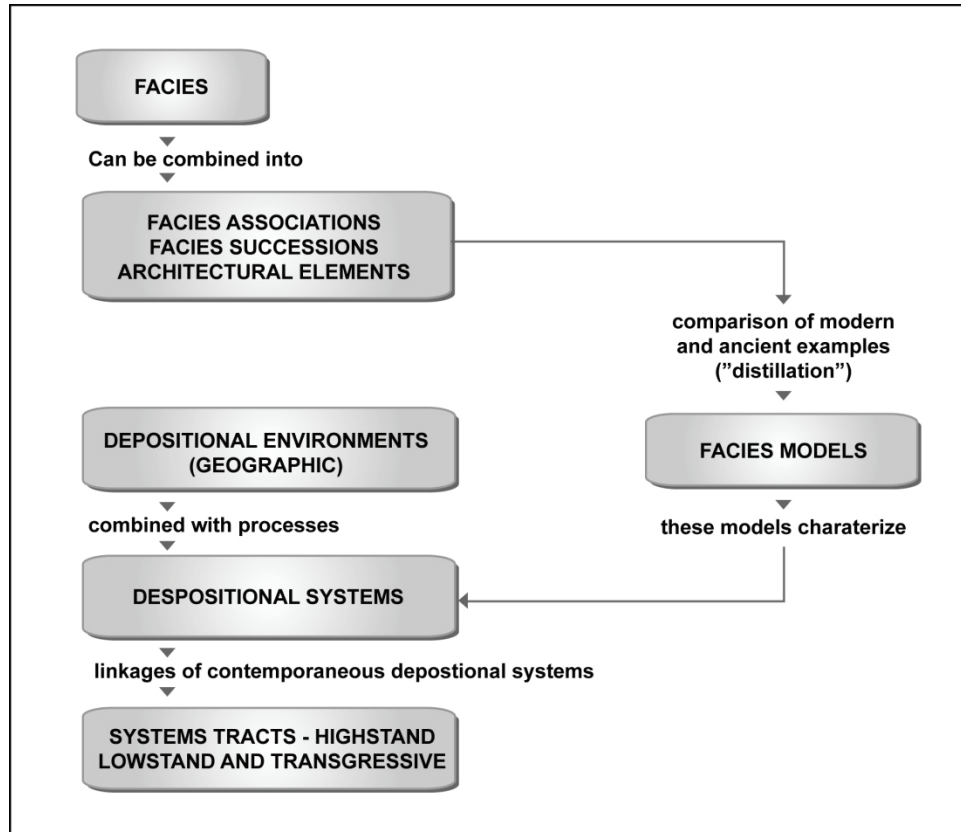 FACIES
Can be combined into
FACIES ASSOCIATIONS
FACIES SUCCESSIONS
ARCHITECTURAL ELEMENTS
comparison of modern
and ancient examples
(”distillation”)
FACIES MODELS
these models charaterize
DEPOSITIONAL ENVIRONMENTS
(GEOGRAPHIC)
combined with processes
DESPOSITIONAL SYSTEMS
linkages of contemporaneous depostional systems
SYSTEMS TRACTS - HIGHSTAND
LOWSTAND AND TRANSGRESSIVE